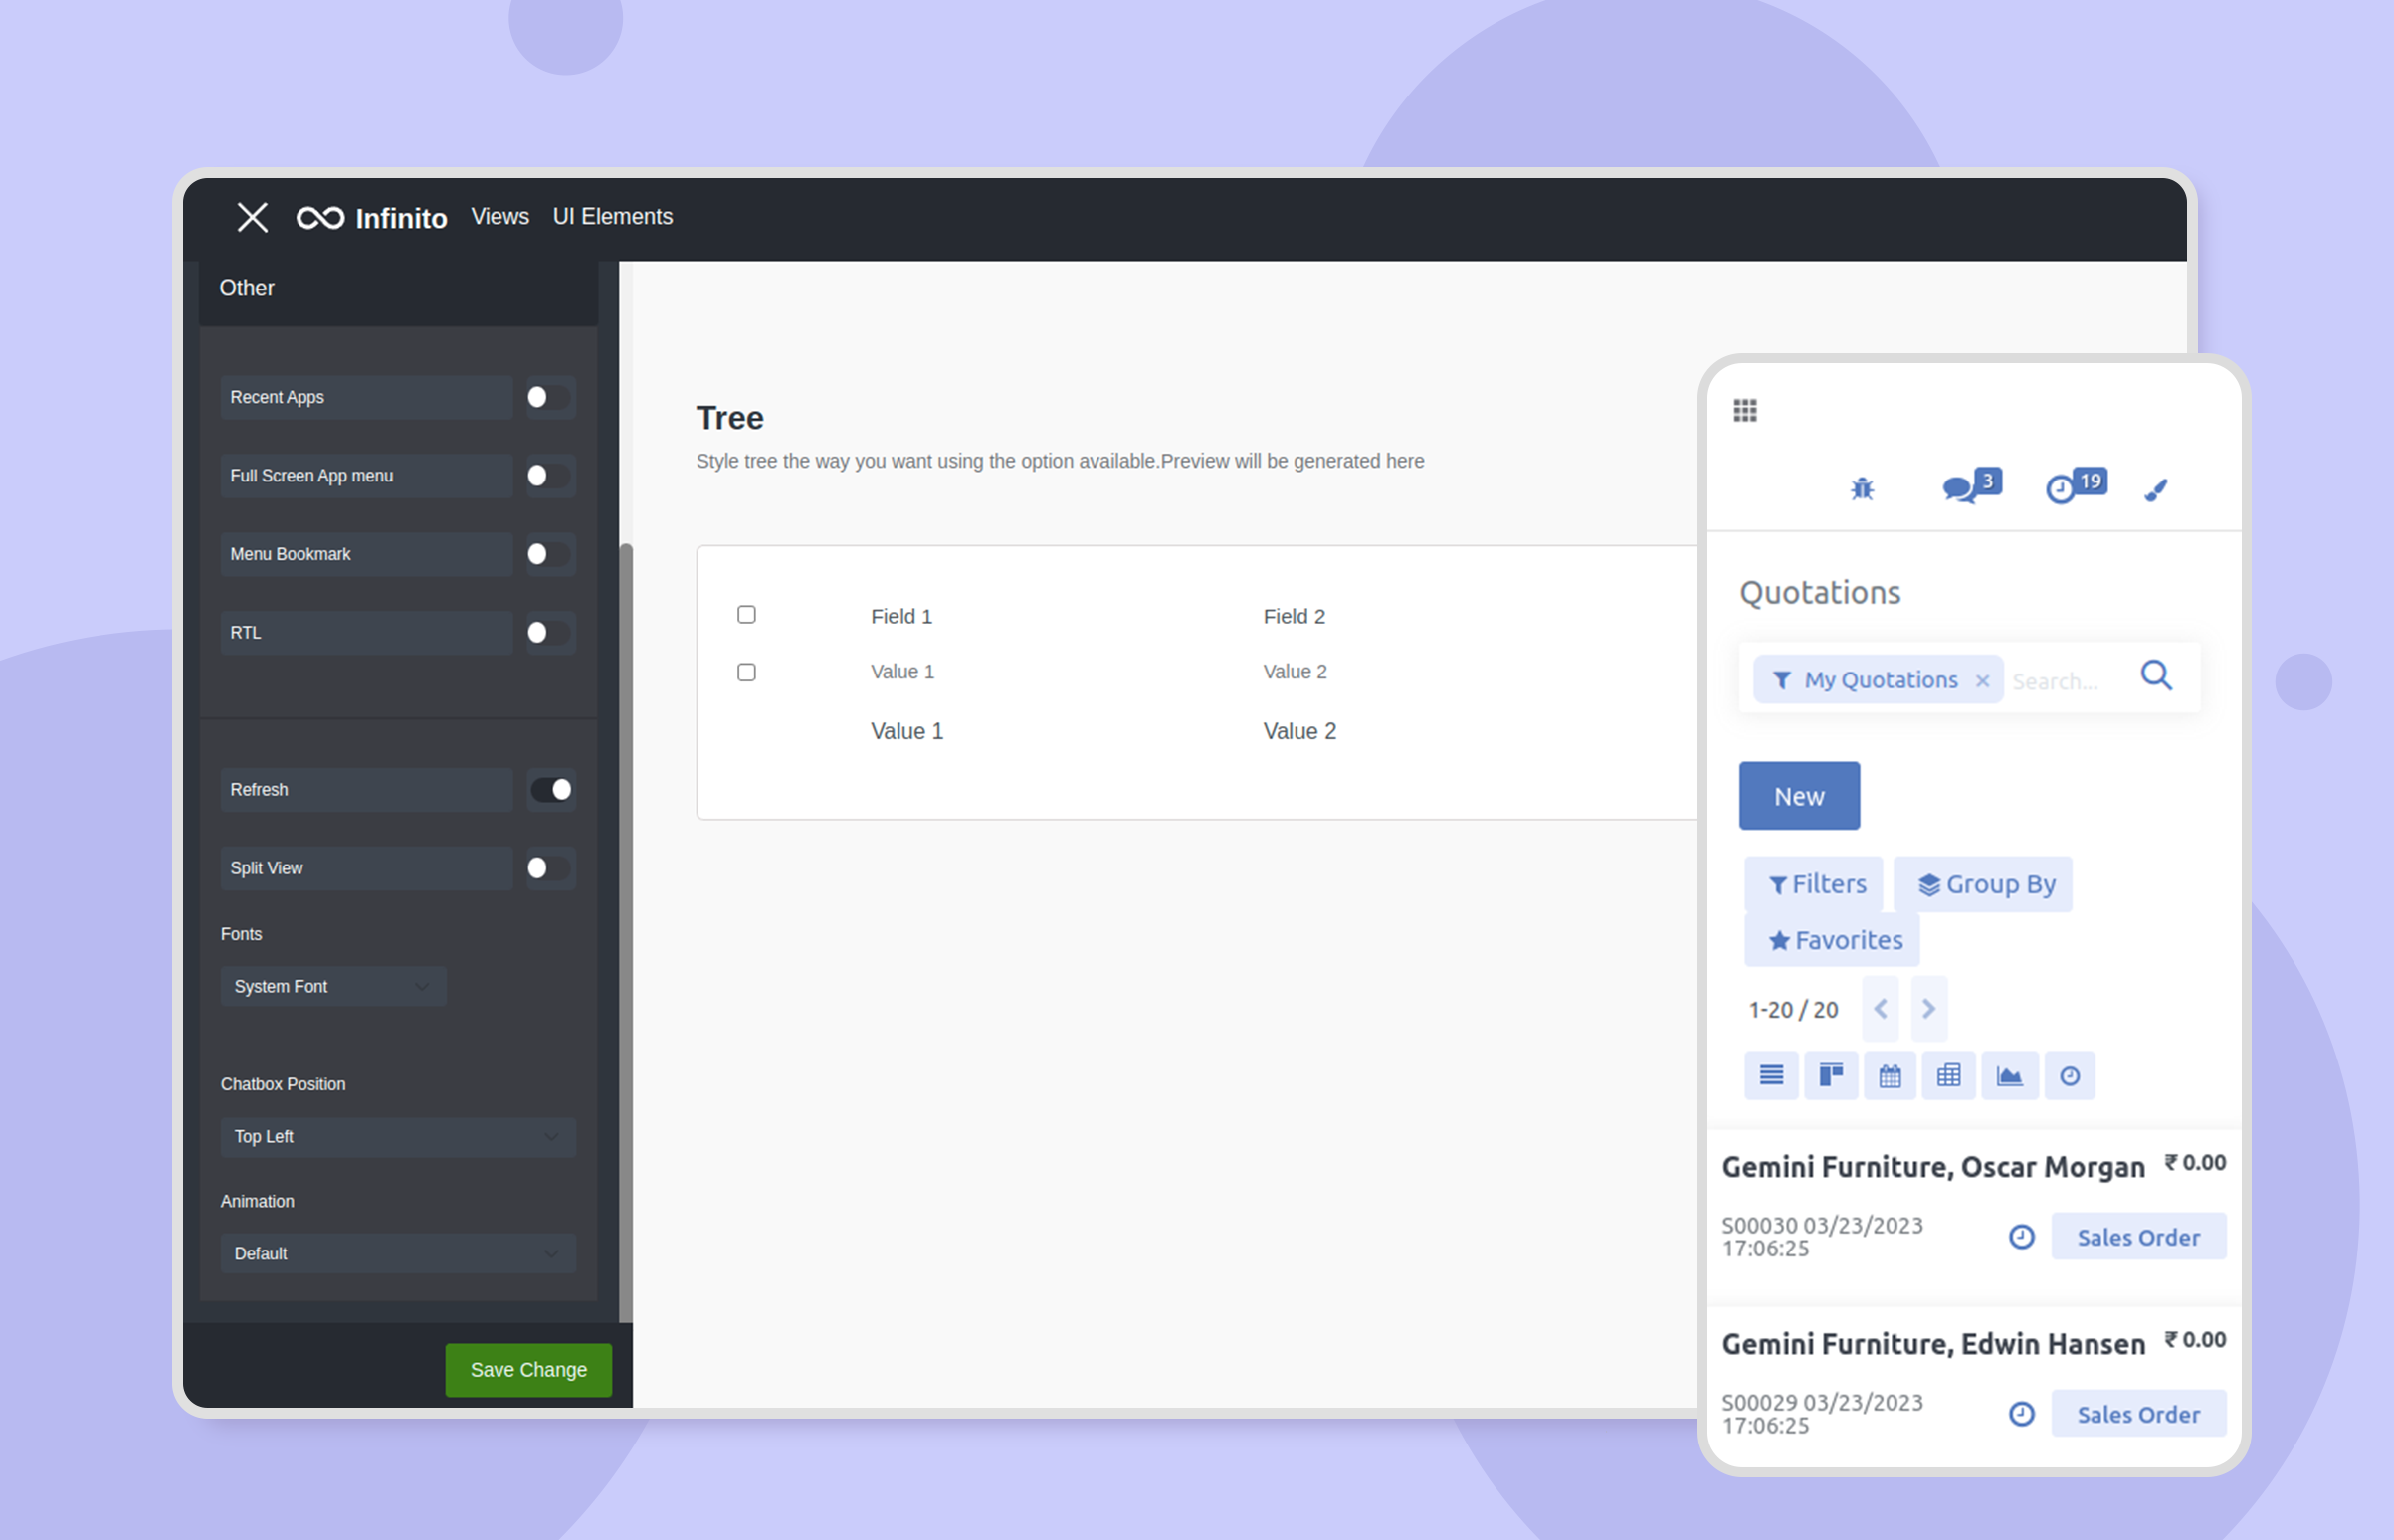 Infinito Views UI Elements
Other
Recent Apps
Full Screen App menu
Menu Bookmark
RTL
Refresh
Split View
Fonts
System Font
Chatbox Position
Top Left
Animation
Default
Save Change
Tree
Style tree the way you want using the option available.Preview will be generated here
Field 1 Field 2
Value 1 Value 2
Value 1 Value 2
3 19
Quotations
My Quotations × Search...
New
Filters Group By
Favorites
1-20 / 20
Gemini Furniture, Oscar Morgan ₹ 0.00
S00030 03/23/2023
17:06:25
Sales Order
Gemini Furniture, Edwin Hansen ₹ 0.00
S00029 03/23/2023
17:06:25
Sales Order